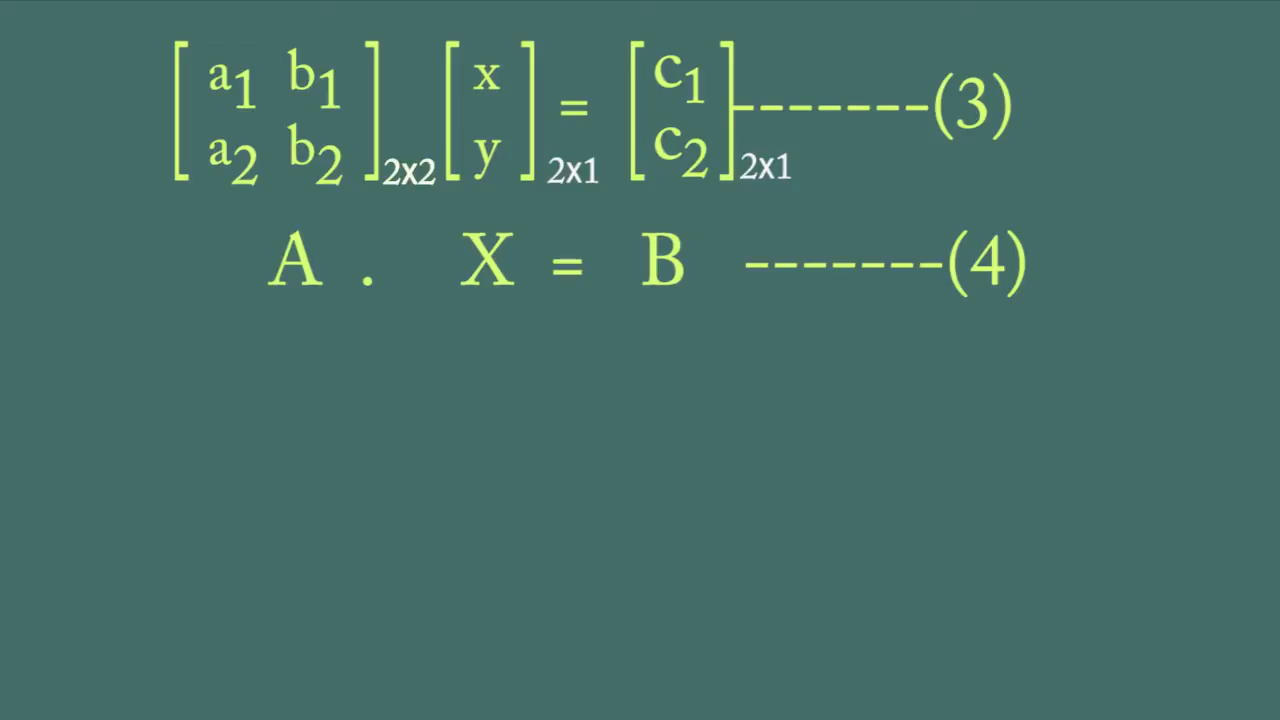 [ a₁ b₁ ] [ x ] = [ c₁ ] -------(3)
[ a₂ b₂ ]2x2 [ y ]2x1 [ c₂ ]2x1
A . X = B -------(4)